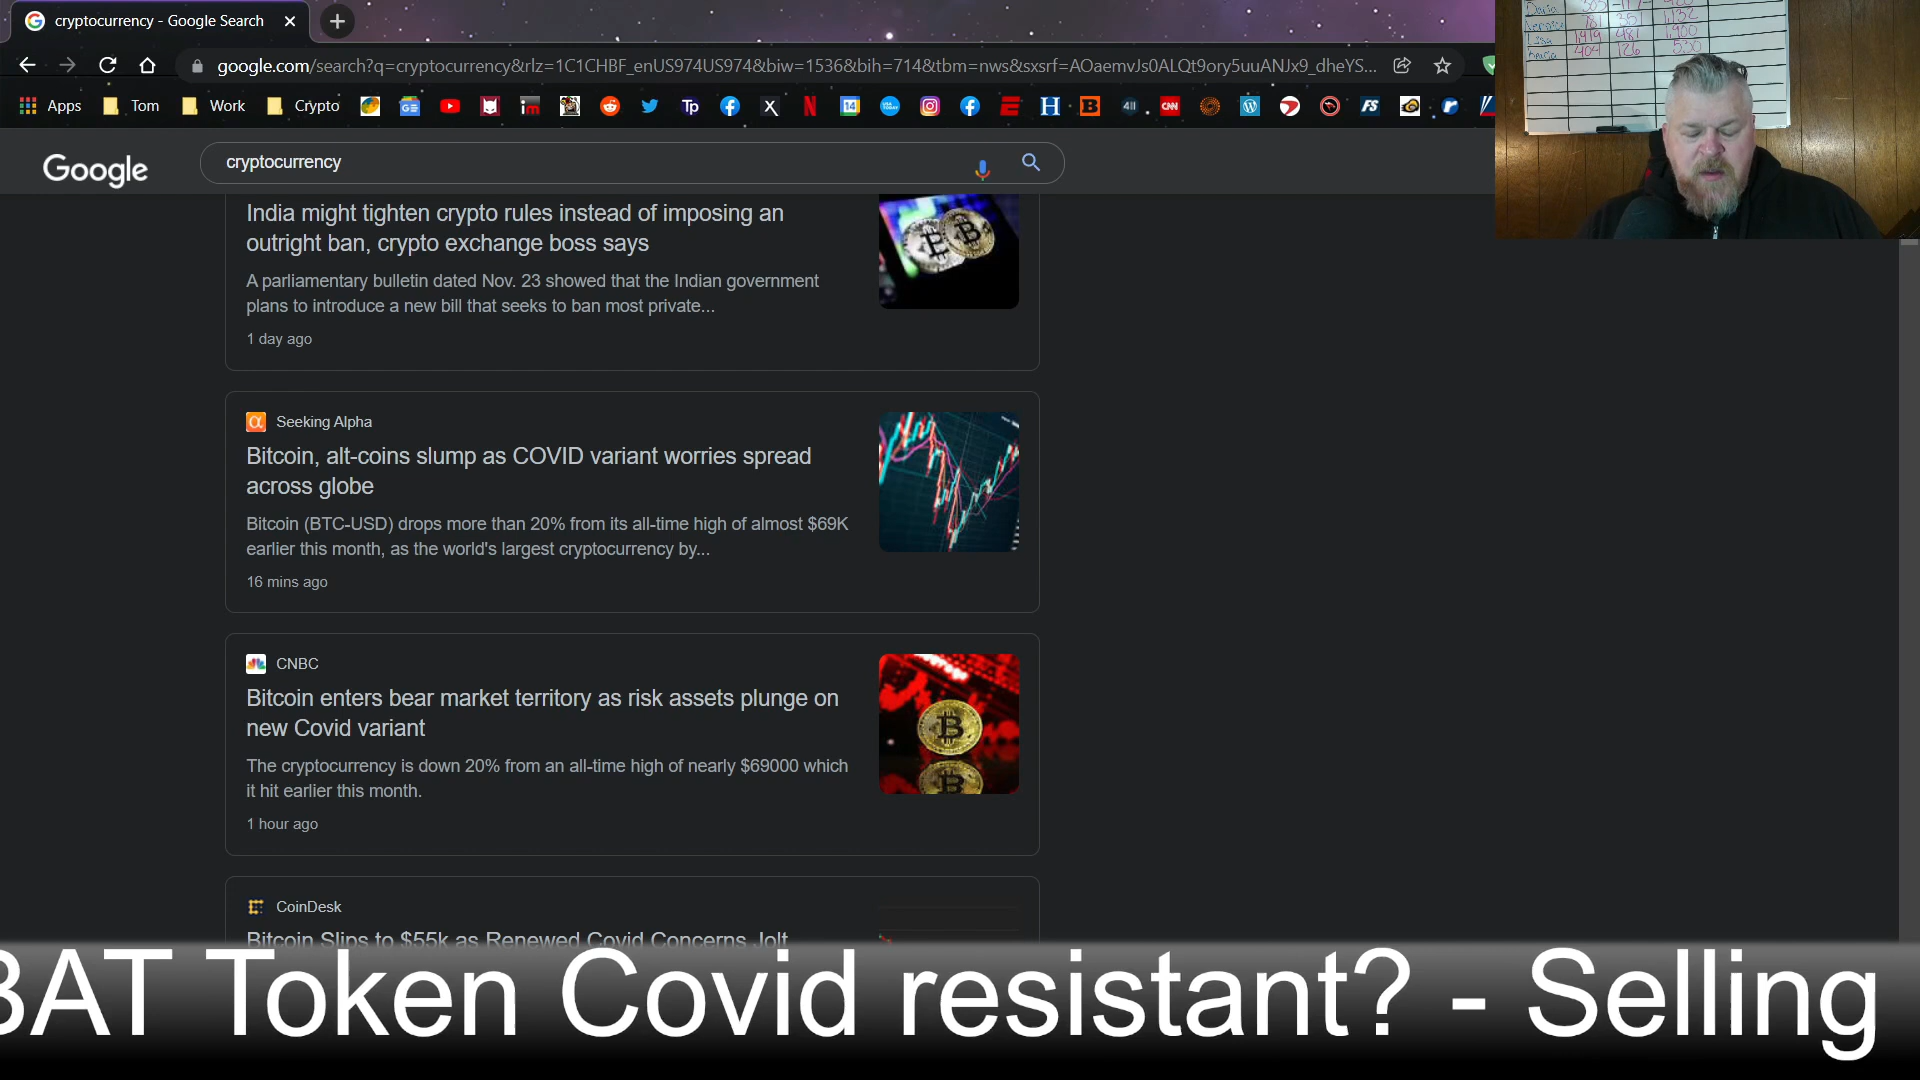 cryptocurrency - Google Search
google.com/search?q=cryptocurrency&rlz=1C1CHBF_enUS974US974&biw=1536&bih=714&tbm=nws&sxsrf=AOaemvJs0ALQt9ory5uuANJx9_dheYS...
Apps Tom Work Crypto
Google cryptocurrency
India might tighten crypto rules instead of imposing an
outright ban, crypto exchange boss says
A parliamentary bulletin dated Nov. 23 showed that the Indian government
plans to introduce a new bill that seeks to ban most private...
1 day ago
Seeking Alpha
Bitcoin, alt-coins slump as COVID variant worries spread
across globe
Bitcoin (BTC-USD) drops more than 20% from its all-time high of almost $69K
earlier this month, as the world's largest cryptocurrency by...
16 mins ago
CNBC
Bitcoin enters bear market territory as risk assets plunge on
new Covid variant
The cryptocurrency is down 20% from an all-time high of nearly $69000 which
it hit earlier this month.
1 hour ago
CoinDesk
Bitcoin Slips to $55k as Renewed Covid Concerns Jolt
BAT Token Covid resistant? - Selling